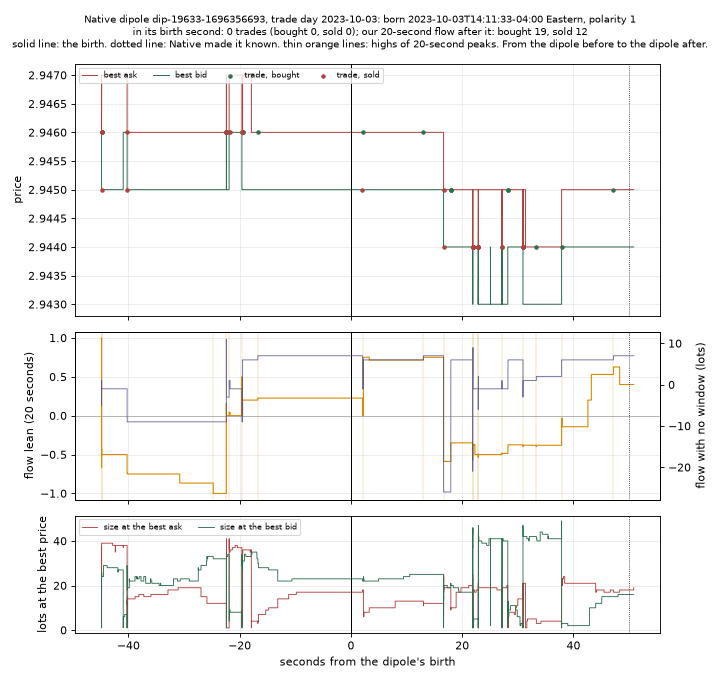 Native dipole dip-19633-1696356693, trade day 2023-10-03: born 2023-10-03T14:11:33-04:00 Eastern, polarity 1
in its birth second: 0 trades (bought 0, sold 0); our 20-second flow after it: bought 19, sold 12
solid line: the birth. dotted line: Native made it known. thin orange lines: highs of 20-second peaks. From the dipole before to the dipole after.
best ask
best bid
trade, bought
trade, sold
2.9470
2.9465
2.9460
2.9455
2.9450
2.9445
2.9440
2.9435
2.9430
price
1.0
0.5
0.0
−0.5
−1.0
flow lean (20 seconds)
10
0
−10
−20
flow with no window (lots)
size at the best ask
size at the best bid
40
20
0
lots at the best price
−40
−20
0
20
40
seconds from the dipole's birth